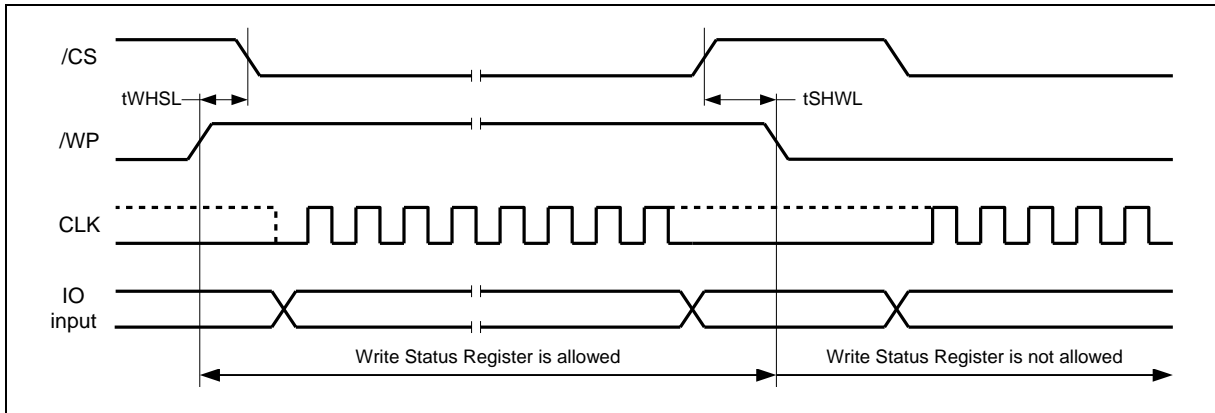 /CS
tWHSL
tSHWL
/WP
CLK
IO
input
Write Status Register is allowed
Write Status Register is not allowed